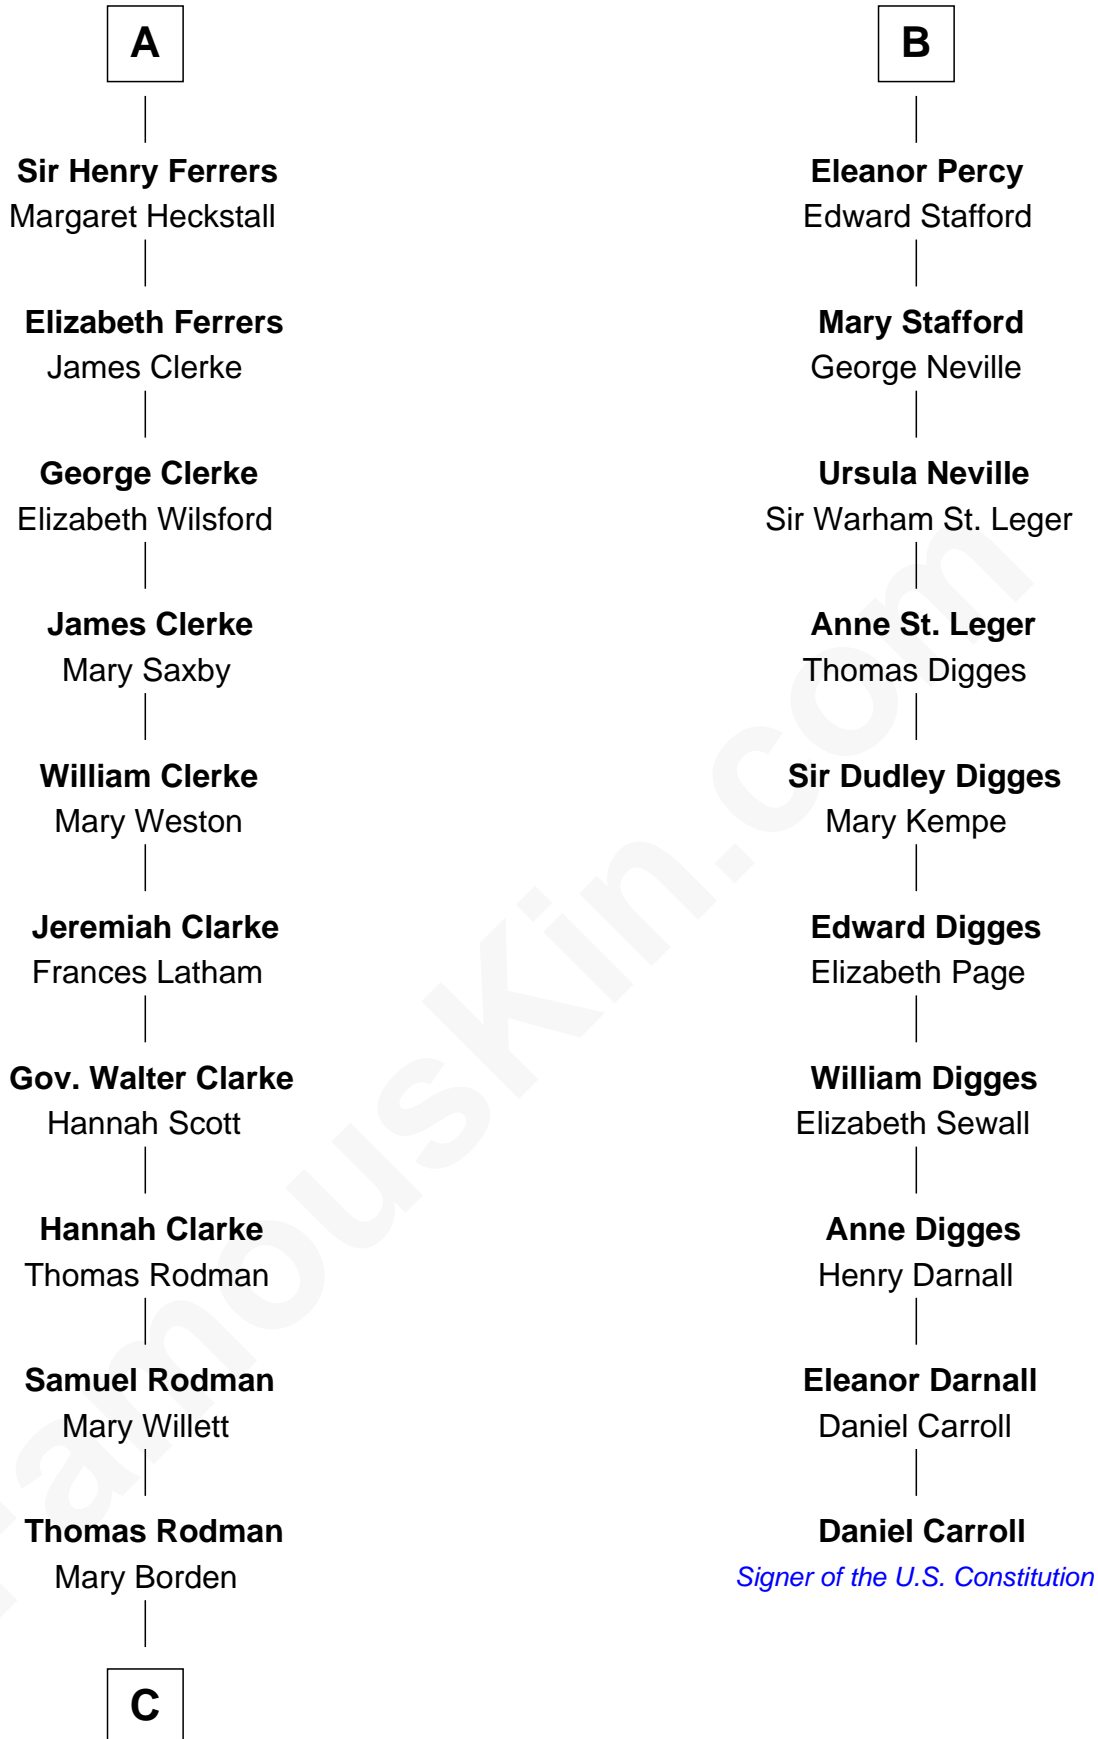 A
Sir Henry Ferrers
Margaret Heckstall
Elizabeth Ferrers
James Clerke
George Clerke
Elizabeth Wilsford
James Clerke
Mary Saxby
William Clerke
Mary Weston
Jeremiah Clarke
Frances Latham
Gov. Walter Clarke
Hannah Scott
Hannah Clarke
Thomas Rodman
Samuel Rodman
Mary Willett
Thomas Rodman
Mary Borden
C
B
Eleanor Percy
Edward Stafford
Mary Stafford
George Neville
Ursula Neville
Sir Warham St. Leger
Anne St. Leger
Thomas Digges
Sir Dudley Digges
Mary Kempe
Edward Digges
Elizabeth Page
William Digges
Elizabeth Sewall
Anne Digges
Henry Darnall
Eleanor Darnall
Daniel Carroll
Daniel Carroll
Signer of the U.S. Constitution
FamousKin.com